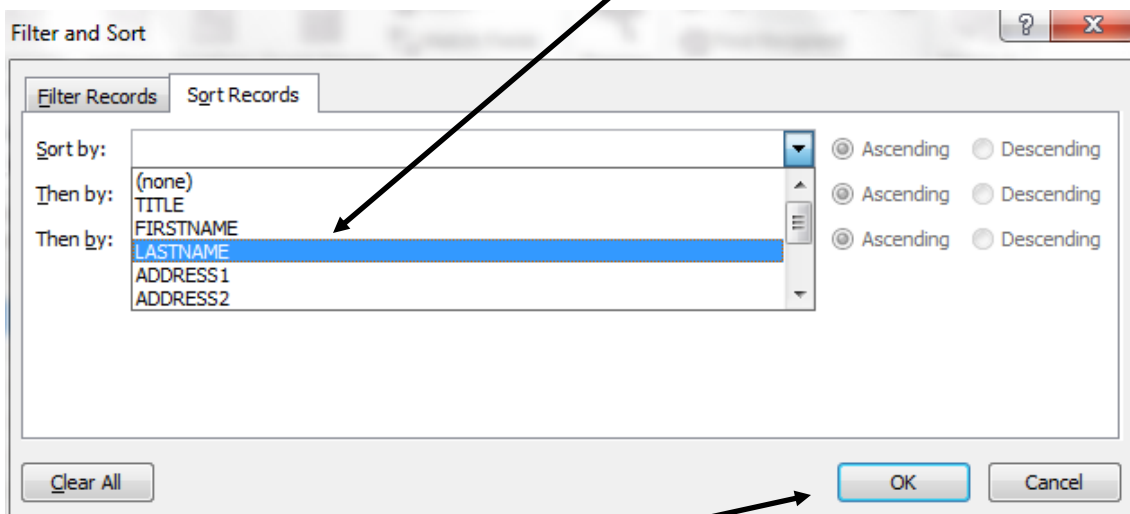 Filter and Sort
Filter Records Sort Records
Sort by: Ascending Descending
(none)
Then by: TITLE Ascending Descending
FIRSTNAME
Then by: LASTNAME Ascending Descending
ADDRESS1
ADDRESS2
Clear All OK Cancel